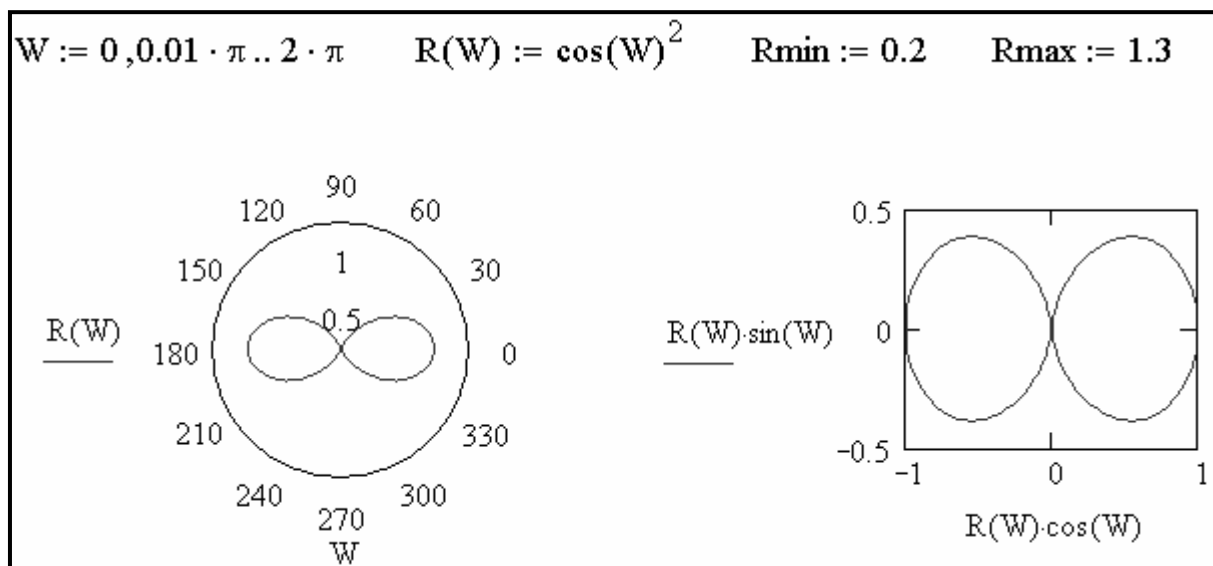 W := 0 ,0.01 · π .. 2 · π R(W) := cos(W)² Rmin := 0.2 Rmax := 1.3
90
120 60
150 30
1
0.5
R(W)
180 0
210 330
240 300
270
W
0.5
R(W)·sin(W) 0
−0.5
−1 0 1
R(W)·cos(W)